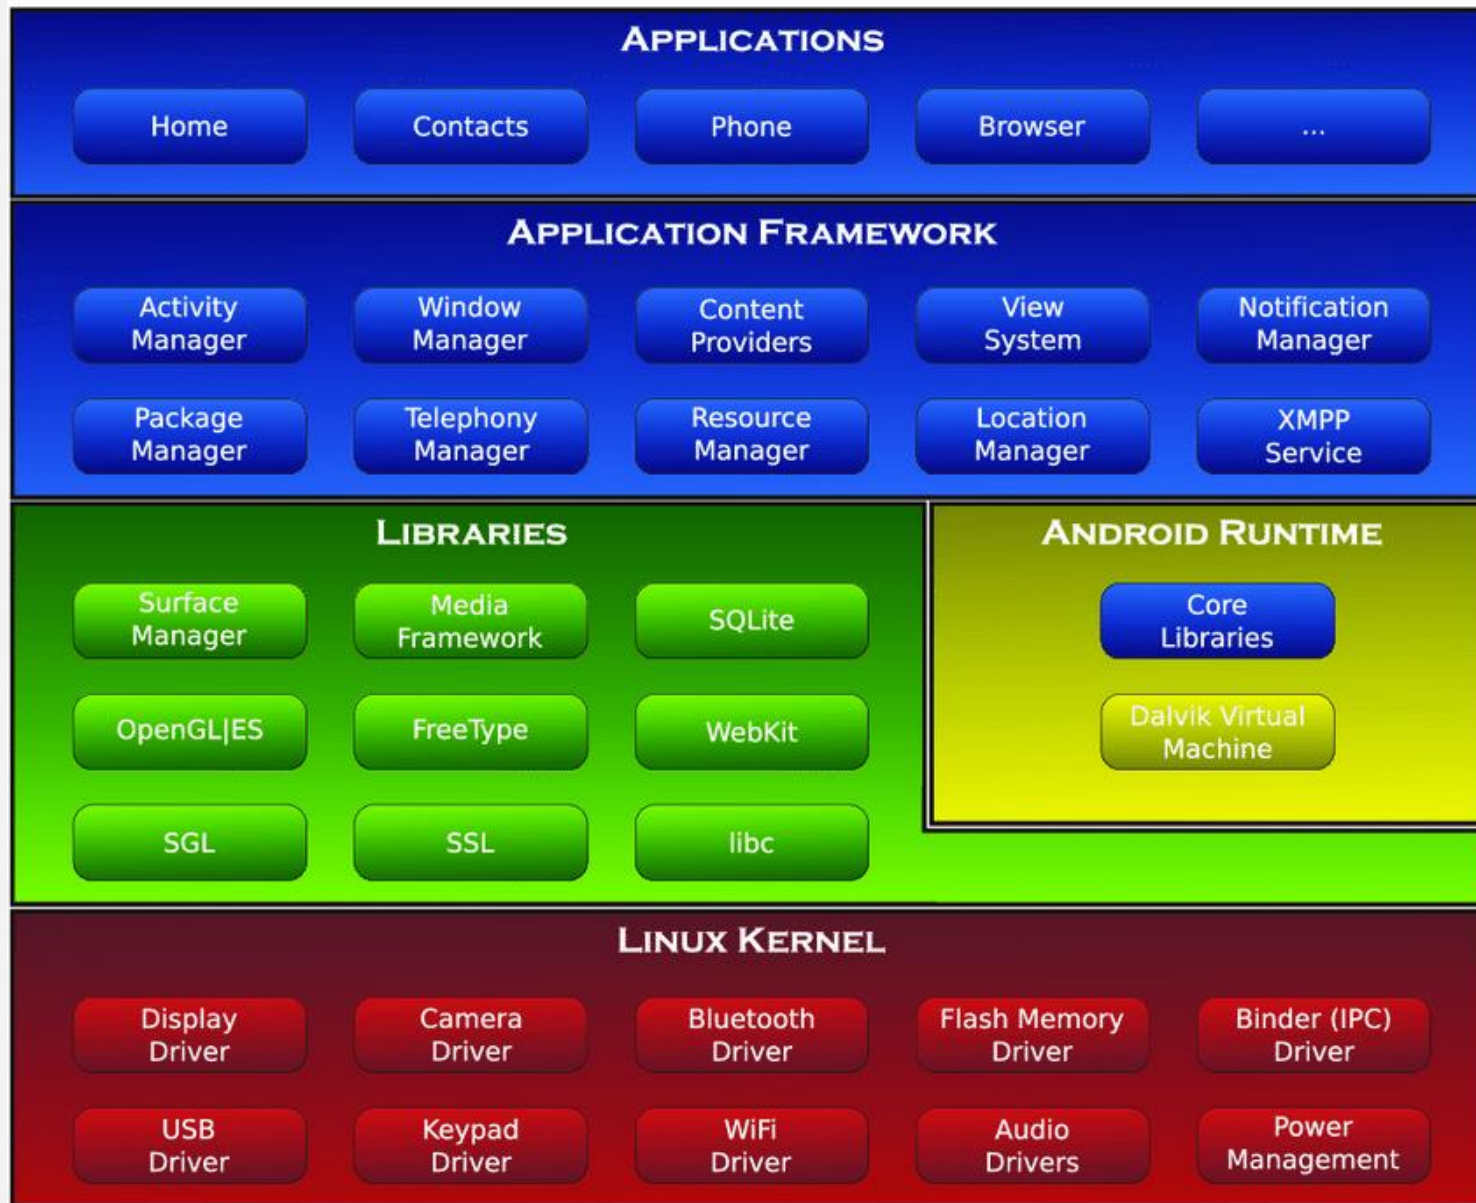 APPLICATIONS
Home
Contacts
Phone
Browser
...
APPLICATION FRAMEWORK
Activity
Manager
Window
Manager
Content
Providers
View
System
Notification
Manager
Package
Manager
Telephony
Manager
Resource
Manager
Location
Manager
XMPP
Service
LIBRARIES
Surface
Manager
Media
Framework
SQLite
OpenGL|ES
FreeType
WebKit
SGL
SSL
libc
ANDROID RUNTIME
Core
Libraries
Dalvik Virtual
Machine
LINUX KERNEL
Display
Driver
Camera
Driver
Bluetooth
Driver
Flash Memory
Driver
Binder (IPC)
Driver
USB
Driver
Keypad
Driver
WiFi
Driver
Audio
Drivers
Power
Management